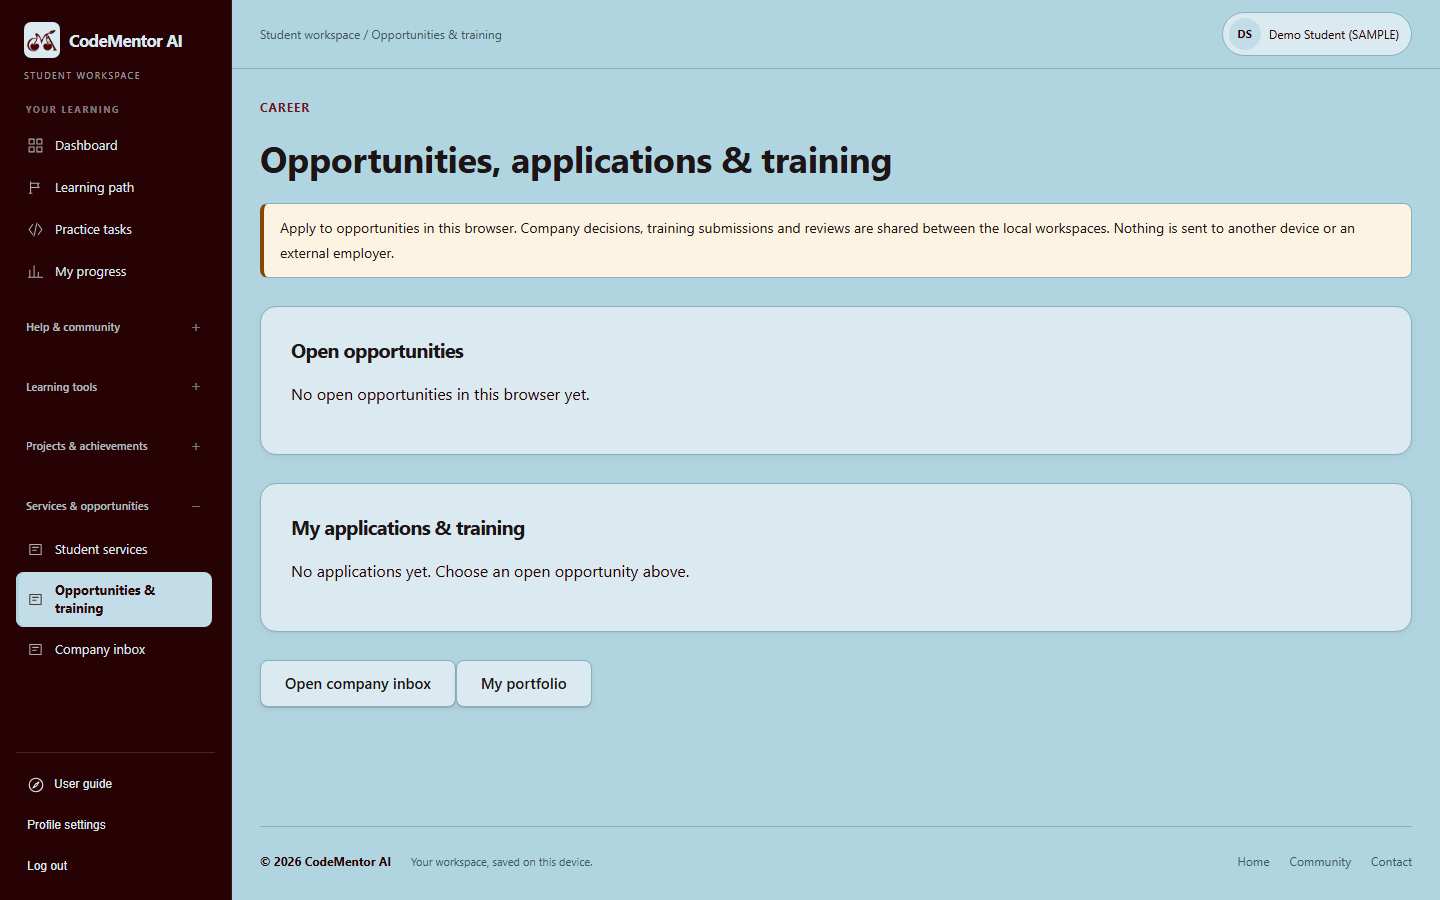 CodeMentor AI
STUDENT WORKSPACE
YOUR LEARNING
Dashboard
Learning path
Practice tasks
My progress
Help & community +
Learning tools +
Projects & achievements +
Services & opportunities −
Student services
Opportunities &
training
Company inbox
User guide
Profile settings
Log out
Student workspace / Opportunities & training
DS Demo Student (SAMPLE)
CAREER
Opportunities, applications & training
Apply to opportunities in this browser. Company decisions, training submissions and reviews are shared between the local workspaces. Nothing is sent to another device or an
external employer.
Open opportunities
No open opportunities in this browser yet.
My applications & training
No applications yet. Choose an open opportunity above.
Open company inbox My portfolio
© 2026 CodeMentor AI Your workspace, saved on this device. Home Community Contact